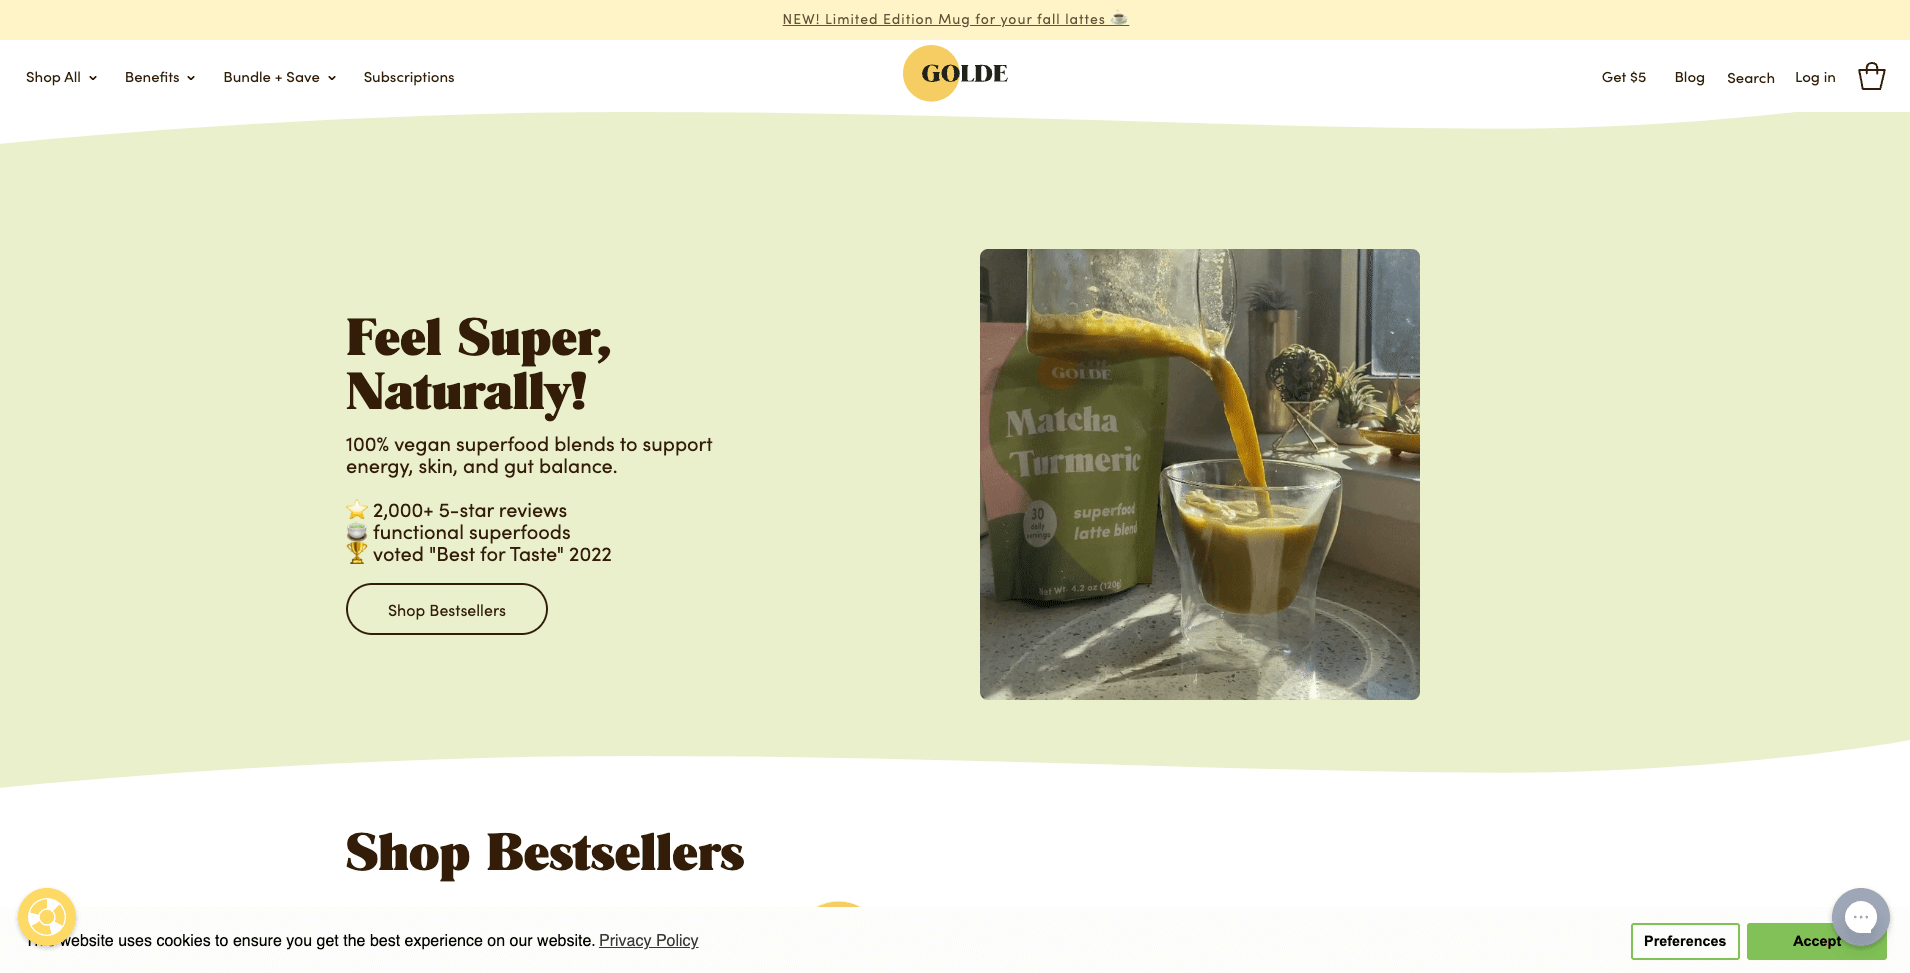 NEW! Limited Edition Mug for your fall lattes ☕
Shop All
Benefits
Bundle + Save
Subscriptions
GOLDE
Get $5
Blog
Search
Log in
Feel Super,
Naturally!
100% vegan superfood blends to support
energy, skin, and gut balance.
⭐ 2,000+ 5-star reviews
🍵 functional superfoods
🏆 voted "Best for Taste" 2022
Shop Bestsellers
GOLDE
Matcha
Turmeric
30
daily
servings
superfood
latte blend
Net Wt. 4.2 oz (120g)
Shop Bestsellers
website uses cookies to ensure you get the best experience on our website. Privacy Policy
Preferences
Accept